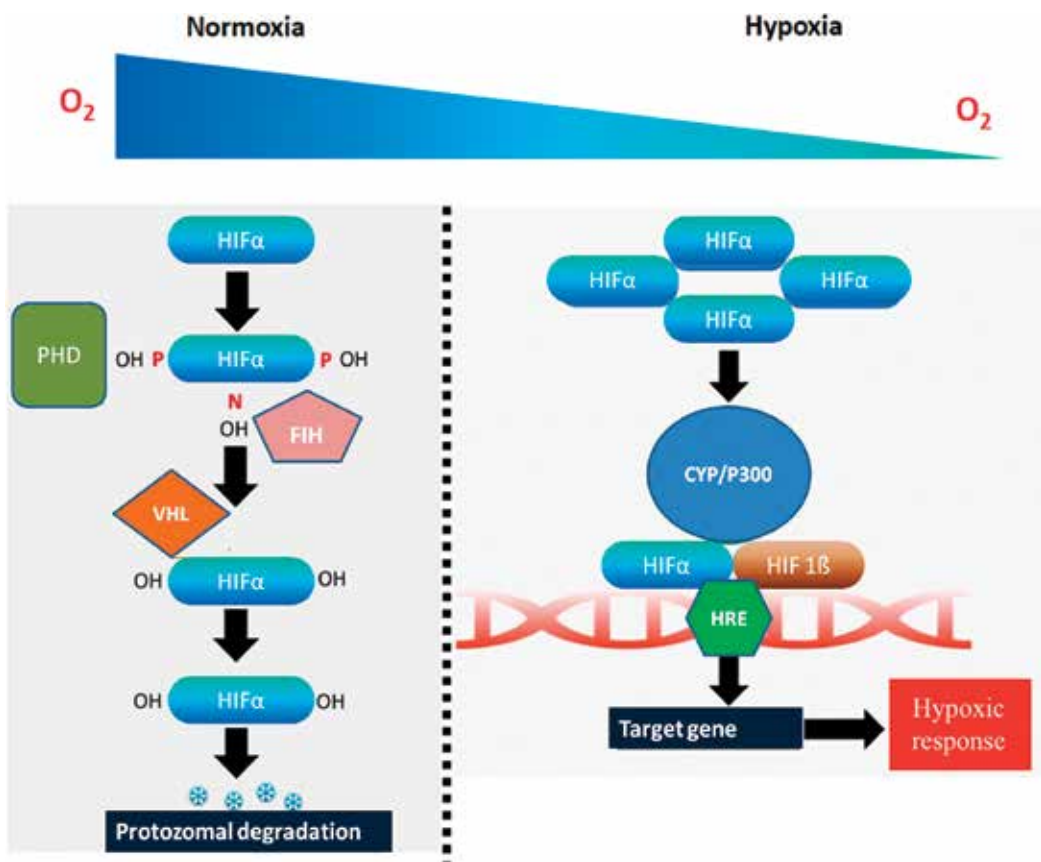 Normoxia
Hypoxia
O2
O2
HIFα
PHD
OH P HIFα P OH
N
OH
FIH
VHL
OH HIFα OH
OH HIFα OH
Protozomal degradation
HIFα
HIFα HIFα
HIFα
CYP/P300
HIFα HIF 1ß
HRE
Target gene
Hypoxic
response